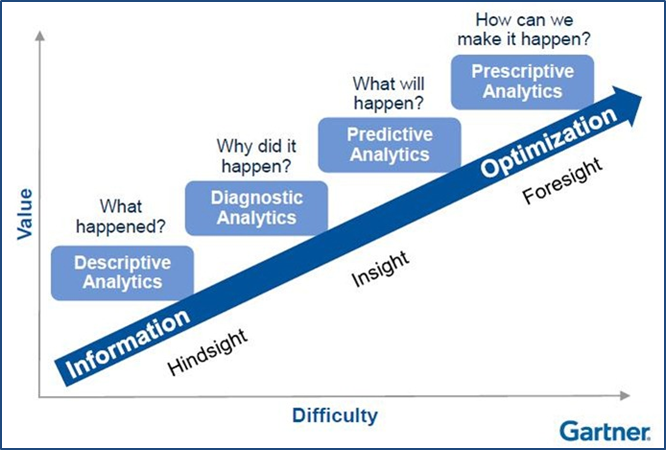 How can we
make it happen?
Prescriptive
Analytics
What will
happen?
Predictive
Analytics
Why did it
happen?
Diagnostic
Analytics
What
happened?
Descriptive
Analytics
Value
Information
Optimization
Hindsight
Insight
Foresight
Difficulty
Gartner.